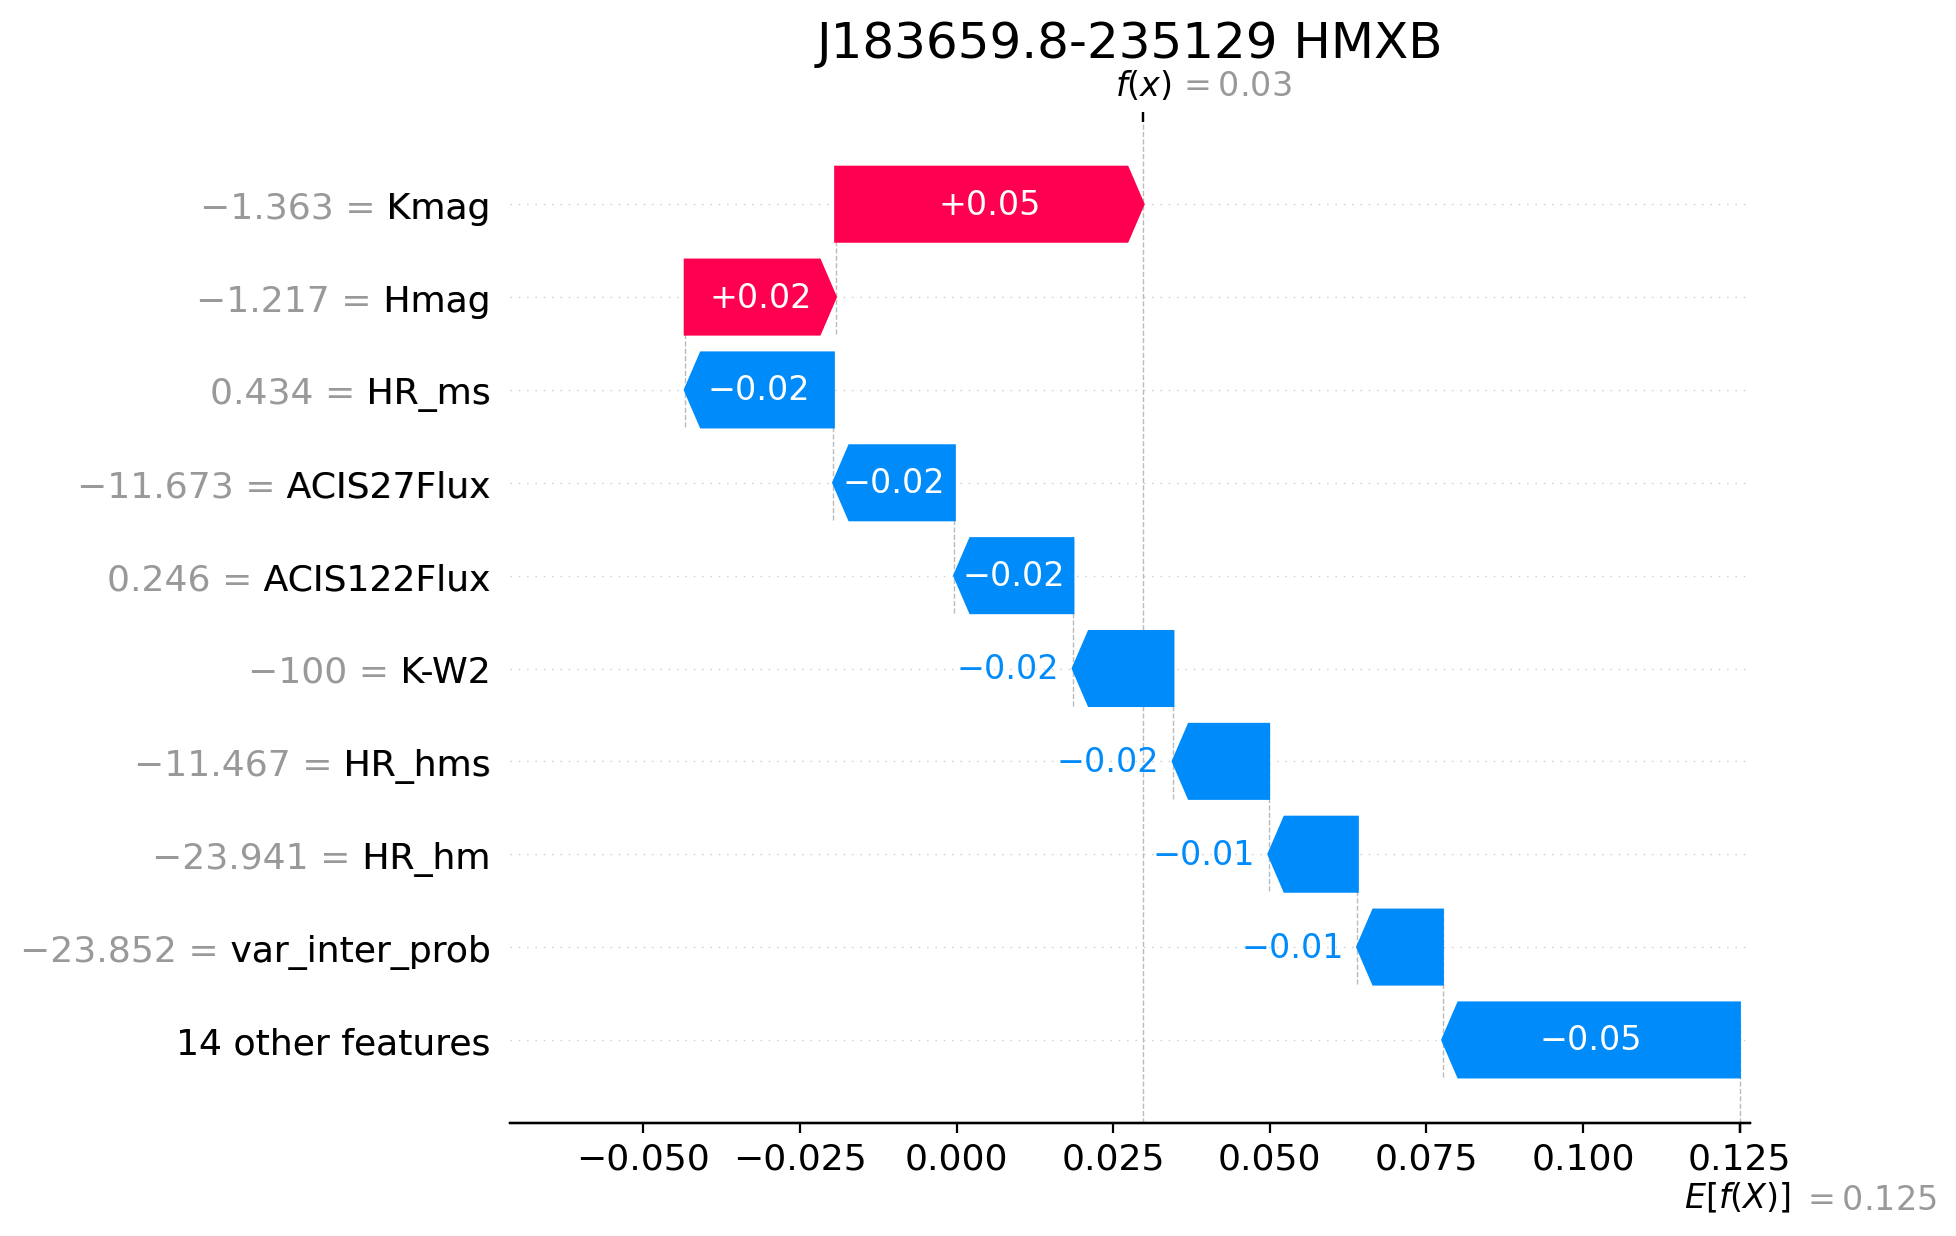 J183659.8-235129 HMXB
f(x) = 0.03
−1.363 = Kmag +0.05
−1.217 = Hmag +0.02
0.434 = HR_ms −0.02
−11.673 = ACIS27Flux −0.02
0.246 = ACIS122Flux −0.02
−100 = K-W2 −0.02
−11.467 = HR_hms −0.02
−23.941 = HR_hm −0.01
−23.852 = var_inter_prob −0.01
14 other features −0.05
−0.050 −0.025 0.000 0.025 0.050 0.075 0.100 0.125
E[f(X)] = 0.125